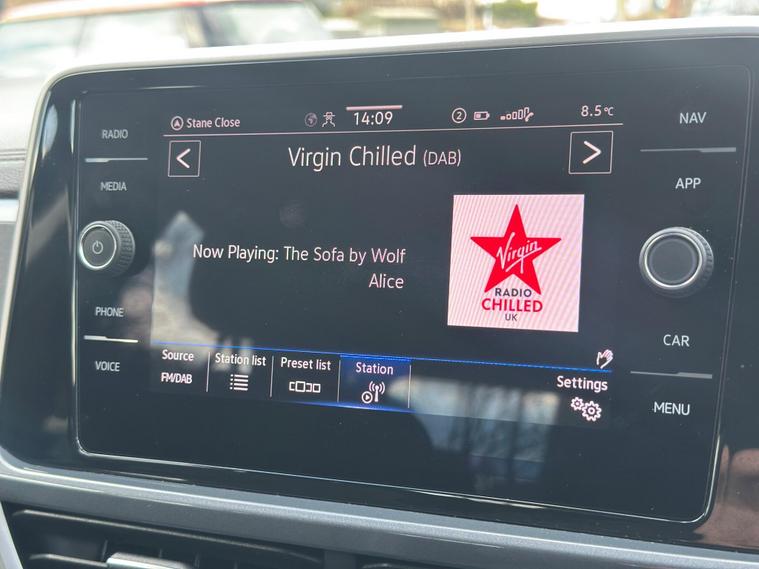 RADIO
MEDIA
PHONE
VOICE
Stane Close
14:09
2
8.5°C
<
Virgin Chilled (DAB)
>
Now Playing: The Sofa by Wolf
Alice
Virgin
RADIO
CHILLED
UK
Source
FM/DAB
Station list
Preset list
Station
Settings
NAV
APP
CAR
MENU